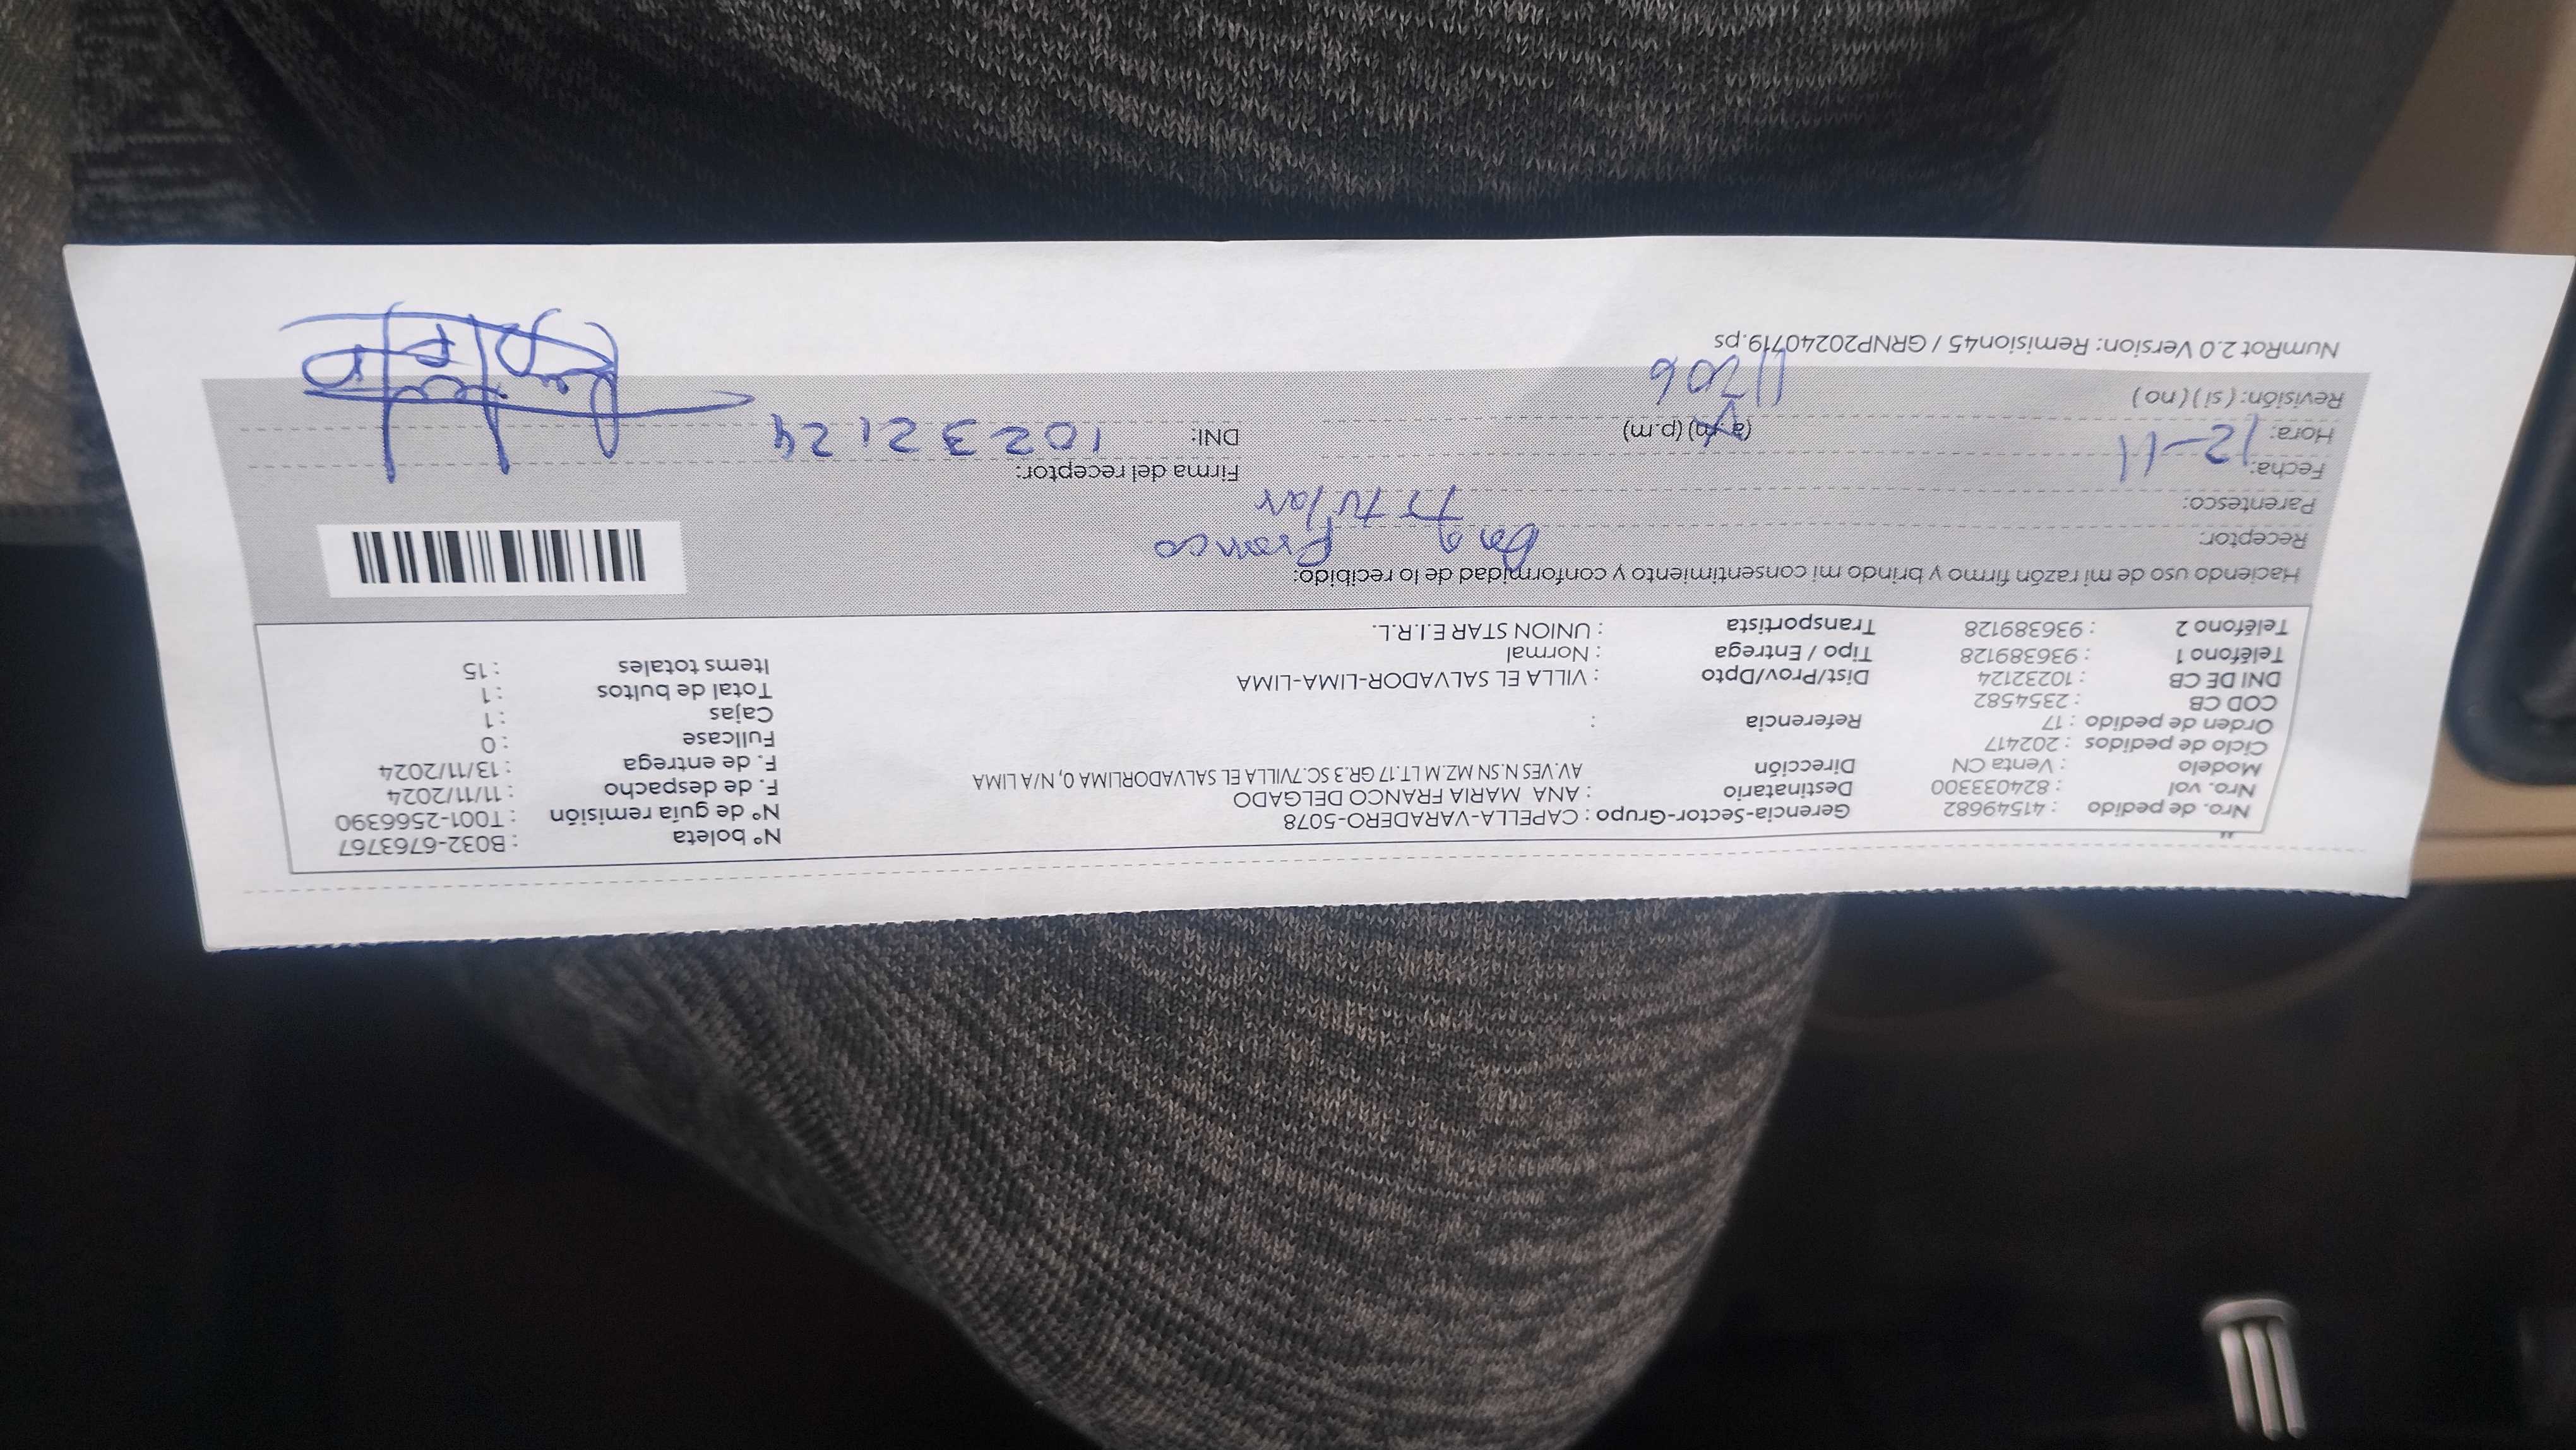 Nro. de pedido : 41549682 Gerencia-Sector-Grupo : CAPELLA-VARADERO-5078 N° boleta : B032-6763767
Nro. vol : 824033300 Destinatario : ANA MARIA FRANCO DELGADO N° de guía remisión : T001-2566390
Modelo : Venta CN Dirección AV.VES N.SN MZ.M LT.17 GR.3 SC.7VILLA EL SALVADORLIMA 0, N/A LIMA F. de despacho : 11/11/2024
Ciclo de pedidos : 202417 F. de entrega : 13/11/2024
Orden de pedido : 17 Referencia : Fullcase : 0
COD CB : 2354582 Cajas : 1
DNI DE CB : 10232124 Dist/Prov/Dpto : VILLA EL SALVADOR-LIMA-LIMA Total de bultos : 1
Teléfono 1 : 936389128 Tipo / Entrega : Normal Items totales : 15
Teléfono 2 : 936389128 Transportista : UNION STAR E.I.R.L.
Haciendo uso de mi razón firmo y brindo mi consentimiento y conformidad de lo recibido:
Receptor: Ana Franco
Parentesco: Titular
Fecha: 12-11 Firma del receptor:
Hora: (a.m) (p.m) DNI: 10232124
Revisión: (si) (no) 11706
NumRot 2.0 Version: Remision45 / GRNP20240719.ps